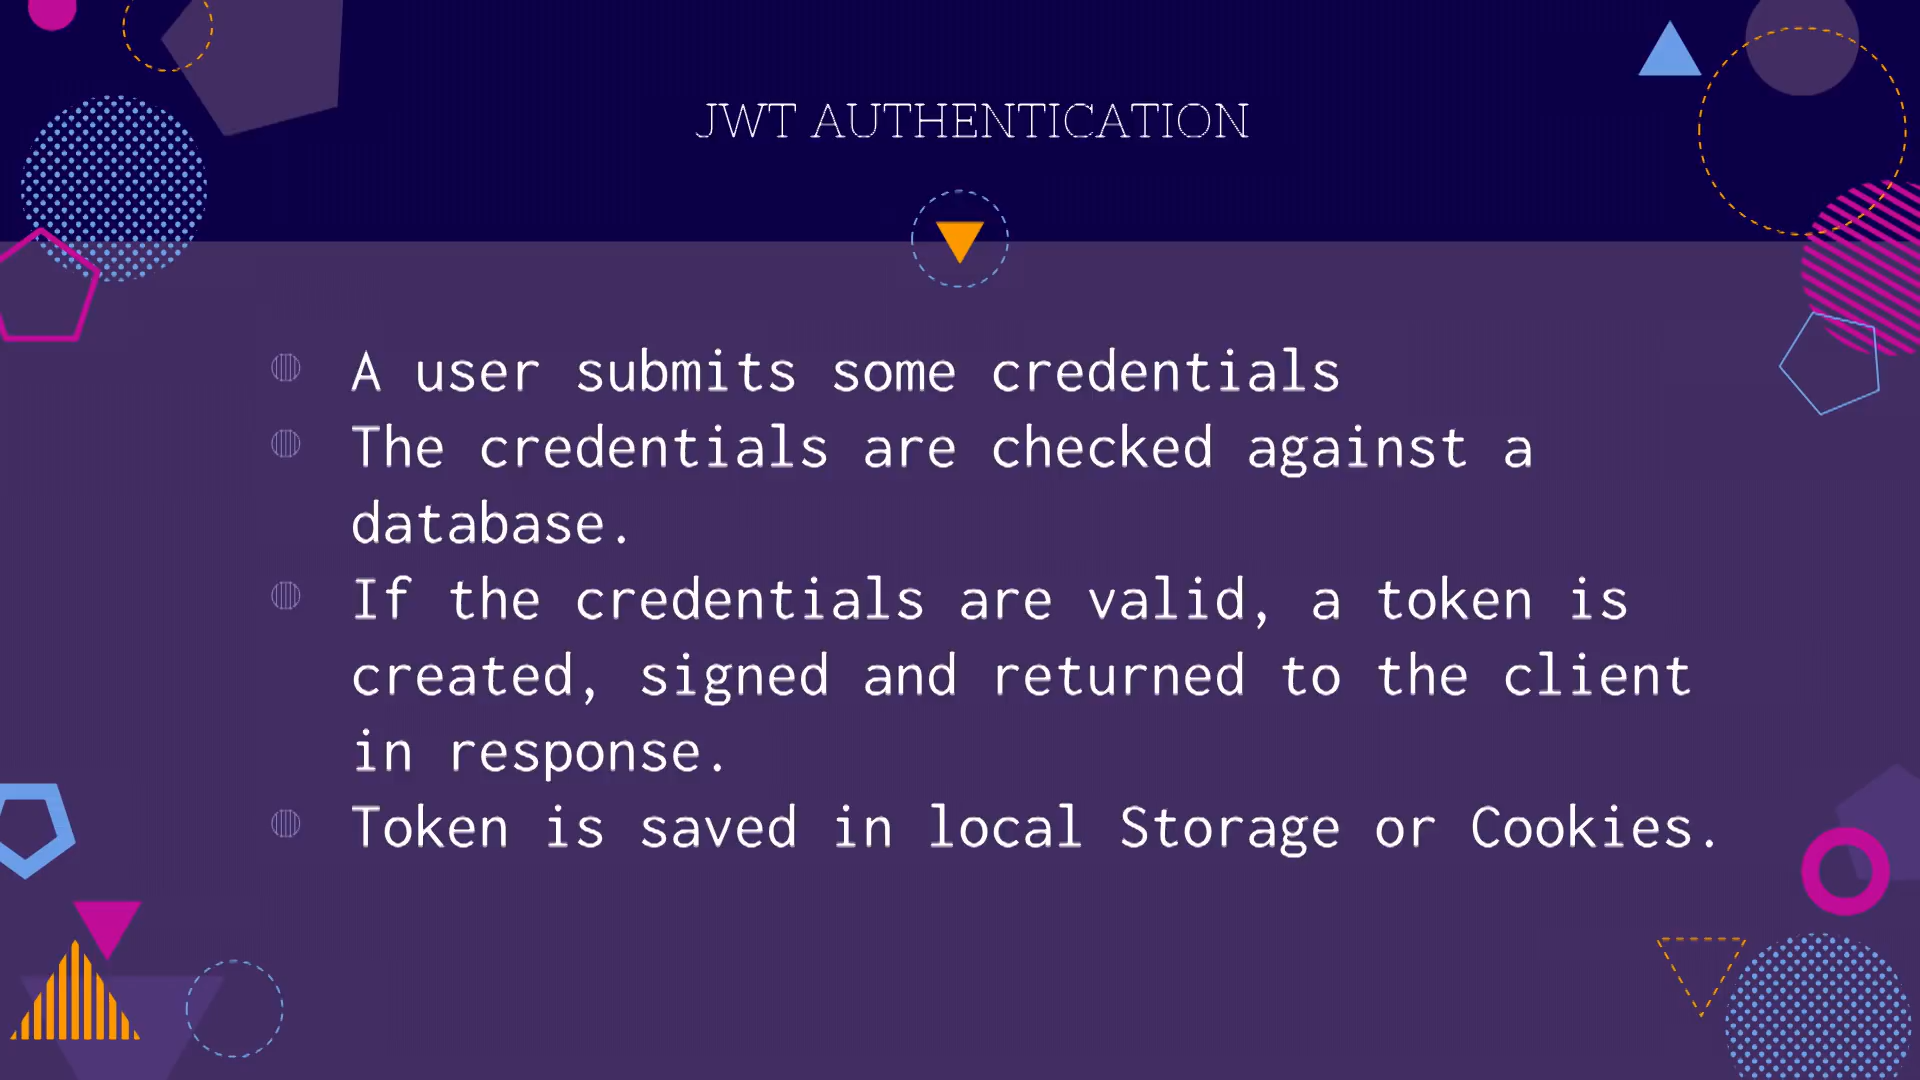 JWT AUTHENTICATION
A user submits some credentials
The credentials are checked against a
database.
If the credentials are valid, a token is
created, signed and returned to the client
in response.
Token is saved in local Storage or Cookies.